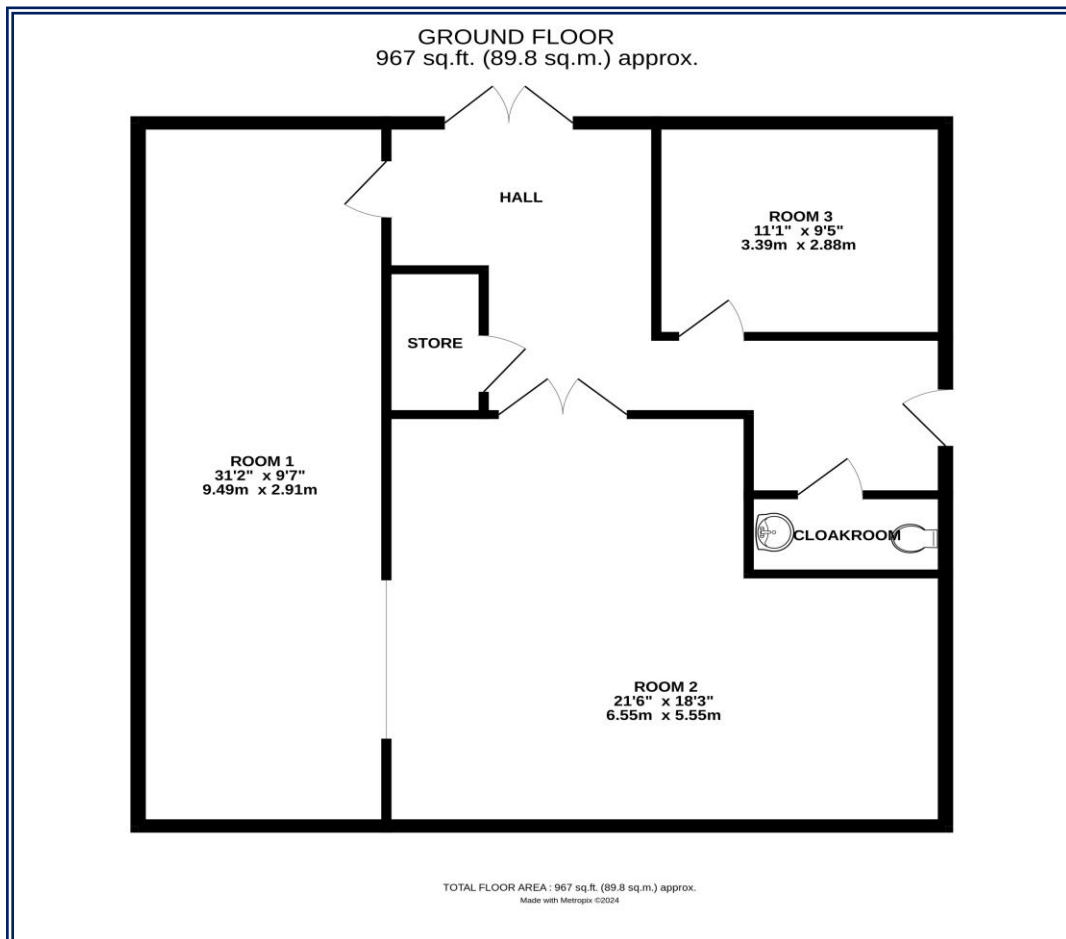 GROUND FLOOR
967 sq.ft. (89.8 sq.m.) approx.
HALL
ROOM 3
11'1" x 9'5"
3.39m x 2.88m
STORE
ROOM 1
31'2" x 9'7"
9.49m x 2.91m
CLOAKROOM
ROOM 2
21'6" x 18'3"
6.55m x 5.55m
TOTAL FLOOR AREA : 967 sq.ft. (89.8 sq.m.) approx.
Made with Metropix ©2024